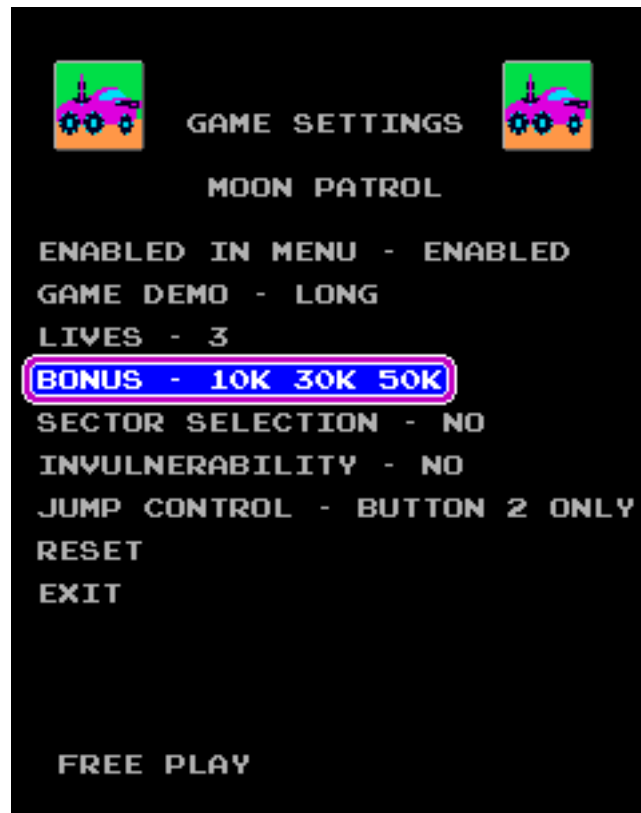 GAME SETTINGS
MOON PATROL
ENABLED IN MENU - ENABLED
GAME DEMO - LONG
LIVES - 3
BONUS - 10K 30K 50K
SECTOR SELECTION - NO
INVULNERABILITY - NO
JUMP CONTROL - BUTTON 2 ONLY
RESET
EXIT
FREE PLAY